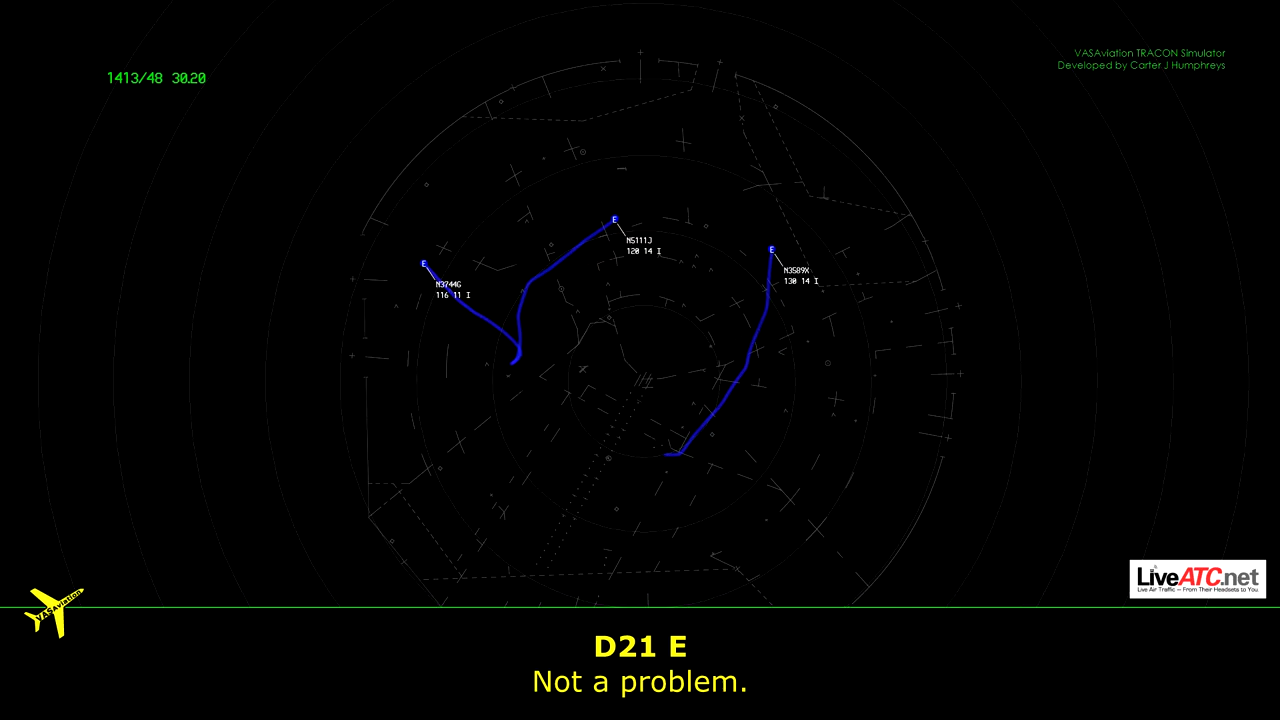 VASAviation TRACON Simulator
Developed by Carter J Humphreys
1413/48 30.20
E
N5111J
120 14 I
E
N3589X
130 14 I
E
N3744G
116 11 I
LiveATC.net
Live Air Traffic – From Their Headsets to You.
VASAviation
D21 E
Not a problem.